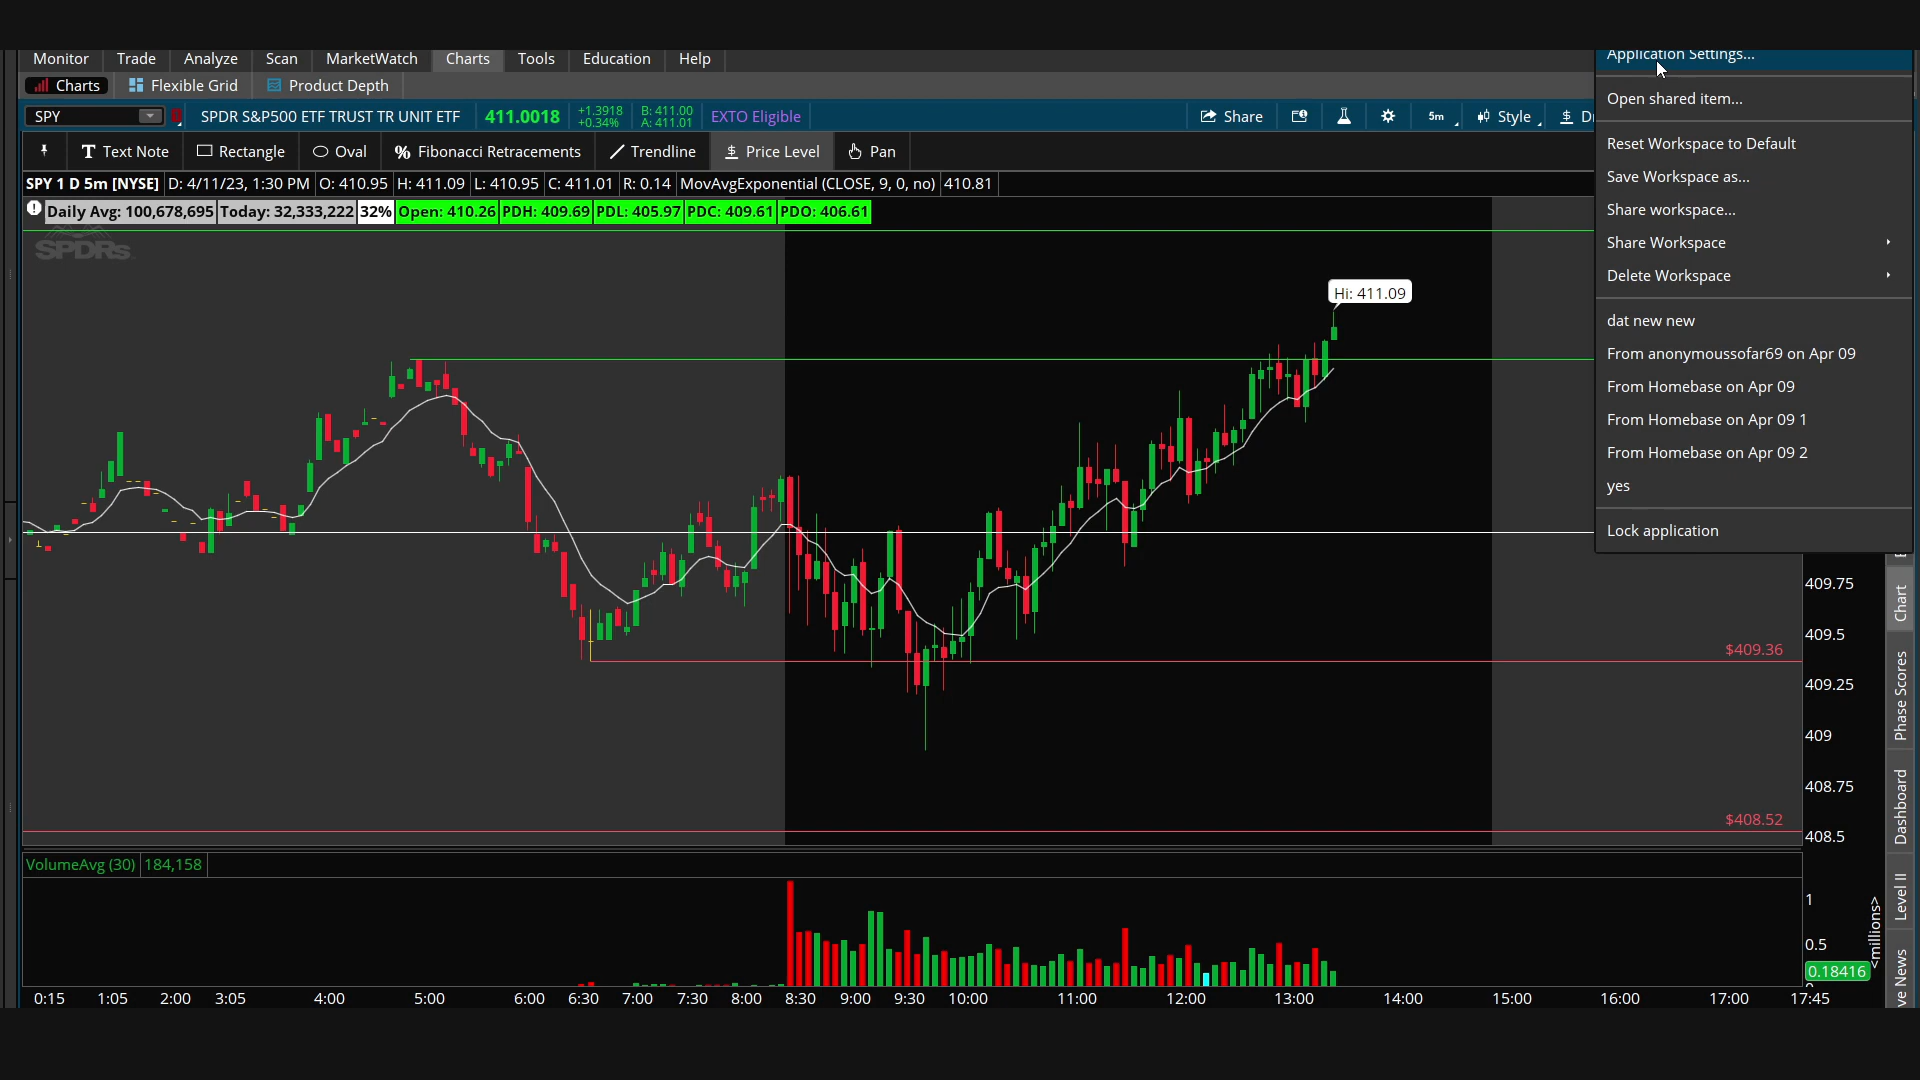 Monitor Trade Analyze Scan MarketWatch Charts Tools Education Help
Application Settings...
Charts Flexible Grid Product Depth
Open shared item...
SPY SPDR S&P500 ETF TRUST TR UNIT ETF 411.0018 +1.3918 +0.34% B: 411.00 A: 411.01 EXTO Eligible Share 5m Style
Reset Workspace to Default
Text Note Rectangle Oval % Fibonacci Retracements Trendline $ Price Level Pan
Save Workspace as...
SPY 1 D 5m [NYSE] D: 4/11/23, 1:30 PM O: 410.95 H: 411.09 L: 410.95 C: 411.01 R: 0.14 MovAvgExponential (CLOSE, 9, 0, no) 410.81
Share workspace...
Daily Avg: 100,678,695 Today: 32,333,222 32% Open: 410.26 PDH: 409.69 PDL: 405.97 PDC: 409.61 PDO: 406.61
Share Workspace
SPDRs
Delete Workspace
Hi: 411.09
dat new new
From anonymoussofar69 on Apr 09
From Homebase on Apr 09
From Homebase on Apr 09 1
From Homebase on Apr 09 2
yes
Lock application
409.75
Chart
409.5
$409.36
Phase Scores
409.25
409
408.75
Dashboard
$408.52
408.5
VolumeAvg (30) 184,158
Level II
1
<millions>
0.5
0.18416
0:15 1:05 2:00 3:05 4:00 5:00 6:00 6:30 7:00 7:30 8:00 8:30 9:00 9:30 10:00 11:00 12:00 13:00 14:00 15:00 16:00 17:00 17:45
News